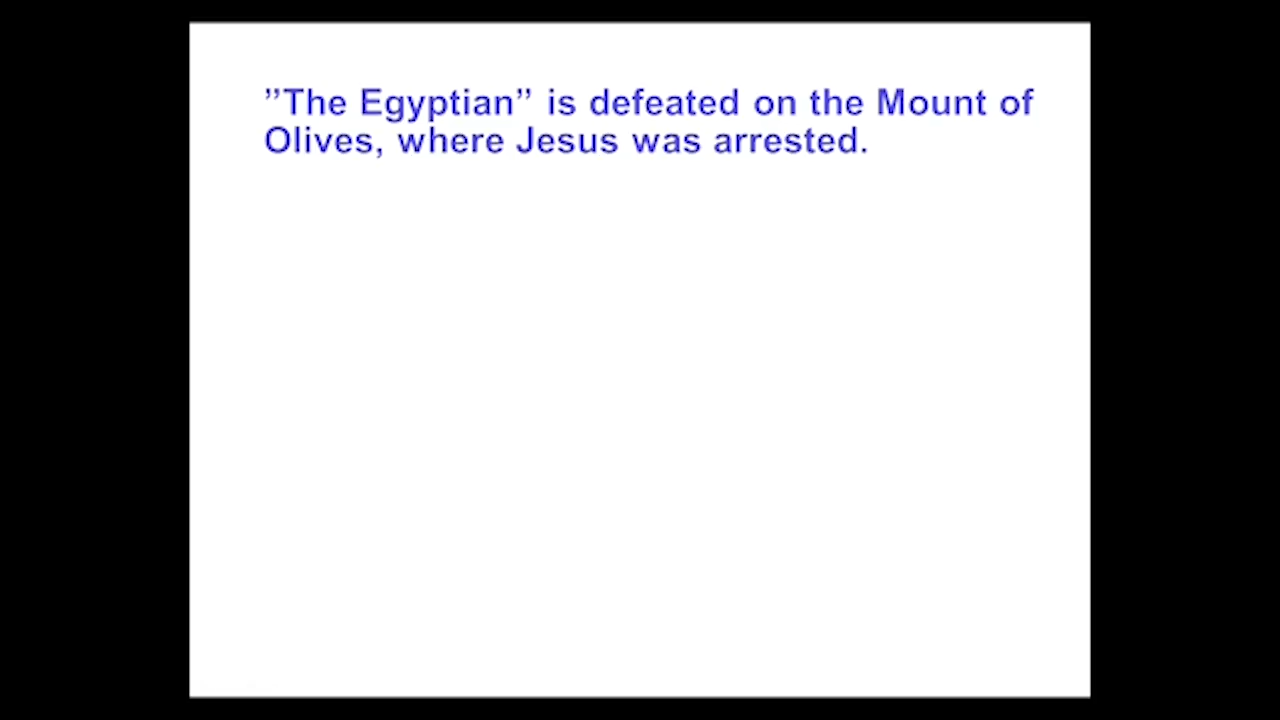 ”The Egyptian” is defeated on the Mount of
Olives, where Jesus was arrested.